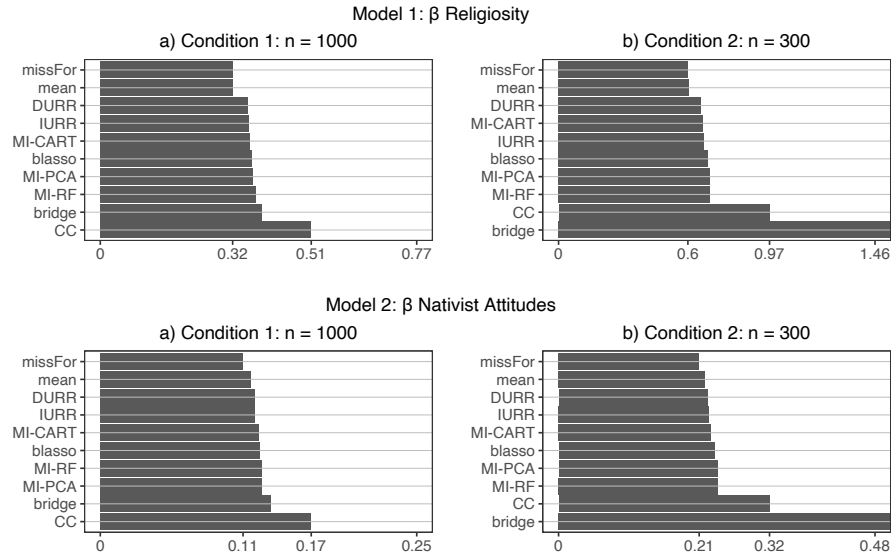 Model 1: β Religiosity
a) Condition 1: n = 1000
missFor
mean
DURR
IURR
MI-CART
blasso
MI-PCA
MI-RF
bridge
CC
0 0.32 0.51 0.77
b) Condition 2: n = 300
missFor
mean
DURR
MI-CART
IURR
blasso
MI-PCA
MI-RF
CC
bridge
0 0.6 0.97 1.46
Model 2: β Nativist Attitudes
a) Condition 1: n = 1000
missFor
mean
DURR
IURR
MI-CART
blasso
MI-RF
MI-PCA
bridge
CC
0 0.11 0.17 0.25
b) Condition 2: n = 300
missFor
mean
DURR
IURR
MI-CART
blasso
MI-PCA
MI-RF
CC
bridge
0 0.21 0.32 0.48